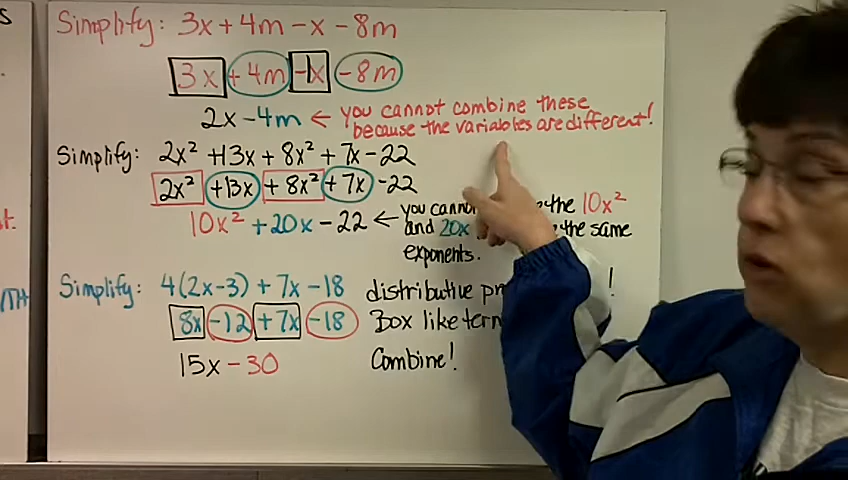 Simplify: 3x + 4m - x - 8m
3x + 4m - 1x - 8m
2x - 4m ← you cannot combine these
because the variables are different!
Simplify: 2x² + 13x + 8x² + 7x - 22
2x² + 13x + 8x² + 7x - 22
10x² + 20x - 22 ← you the 10x²
and 20x the same
exponents.
Simplify: 4(2x-3) + 7x - 18 distributive !
8x - 12 + 7x - 18 Box like
15x - 30 Combine!